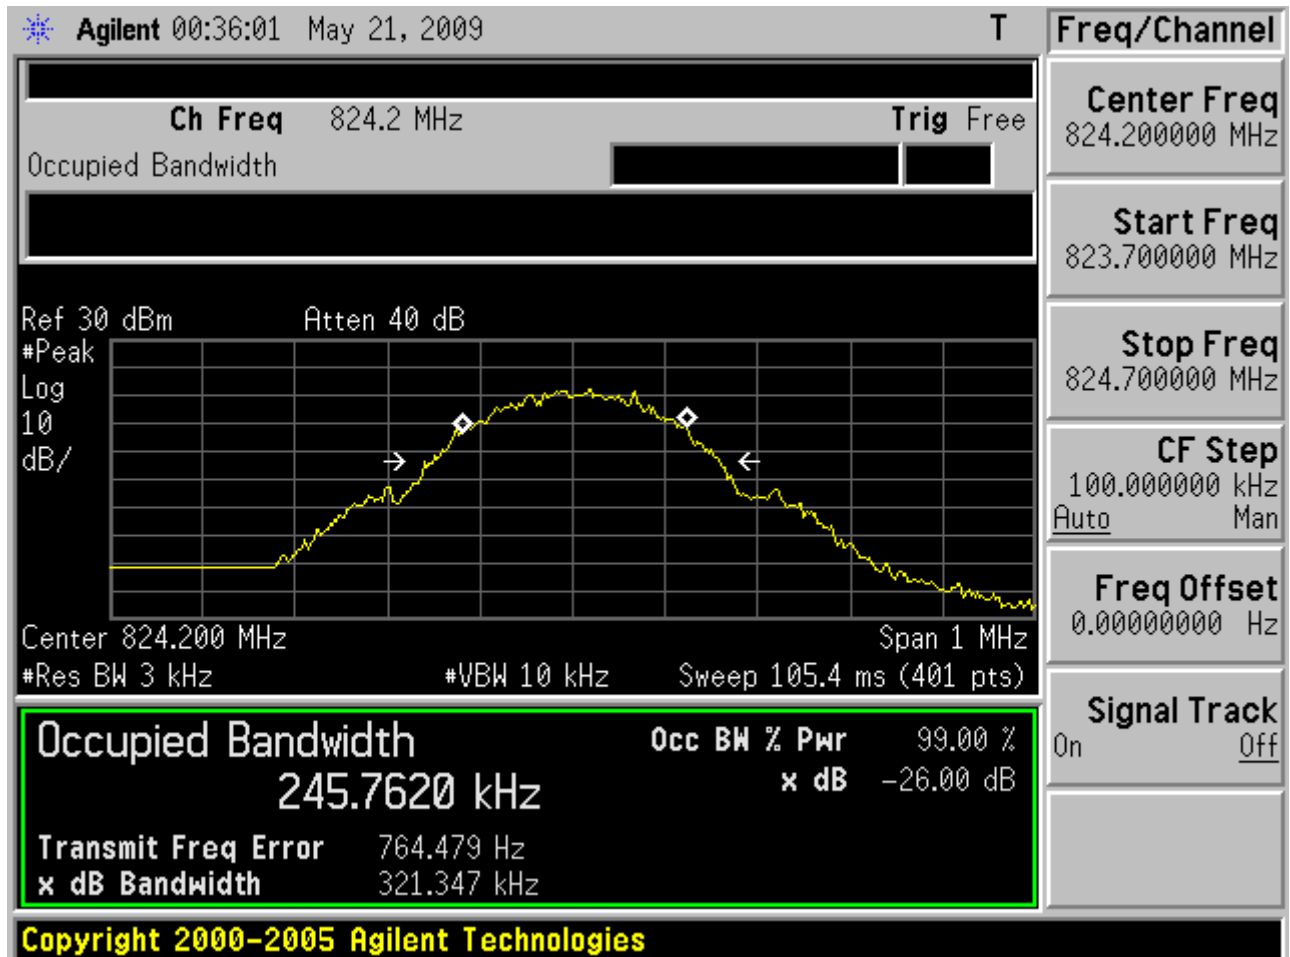 Agilent 00:36:01 May 21, 2009 T
Ch Freq 824.2 MHz Trig Free
Occupied Bandwidth
Ref 30 dBm Atten 40 dB
#Peak
Log
10
dB/
Center 824.200 MHz Span 1 MHz
#Res BW 3 kHz #VBW 10 kHz Sweep 105.4 ms (401 pts)
Occupied Bandwidth Occ BW % Pwr 99.00 %
245.7620 kHz x dB -26.00 dB
Transmit Freq Error 764.479 Hz
x dB Bandwidth 321.347 kHz
Copyright 2000-2005 Agilent Technologies
Freq/Channel
Center Freq
824.200000 MHz
Start Freq
823.700000 MHz
Stop Freq
824.700000 MHz
CF Step
100.000000 kHz
Auto Man
Freq Offset
0.00000000 Hz
Signal Track
On Off